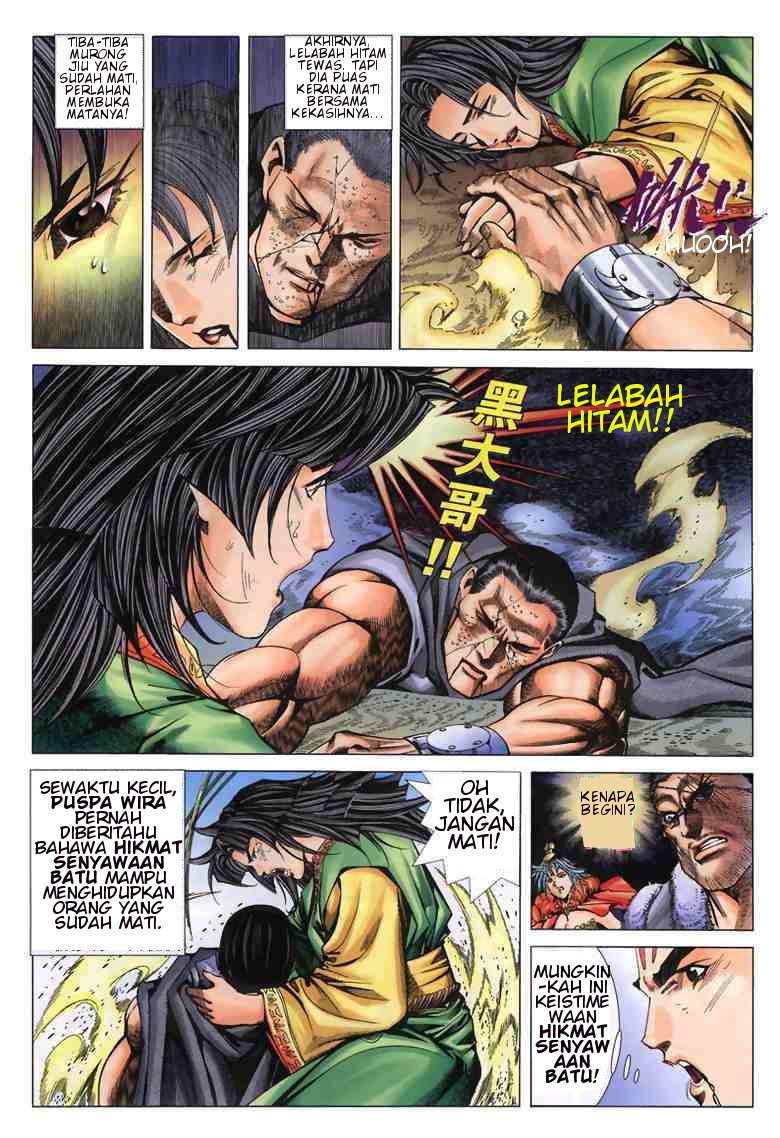 TIBA-TIBA
MURONG
JIU YANG
SUDAH MATI,
PERLAHAN
MEMBUKA
MATANYA!
AKHIRNYA,
LELABAH HITAM
TEWAS. TAPI
DIA PUAS
KERANA MATI
BERSAMA
KEKASIHNYA...
HUOOH!
LELABAH
HITAM!!
黑大哥!!
SEWAKTU KECIL,
PUSPA WIRA
PERNAH
DIBERITAHU
BAHAWA HIKMAT
SENYAWAAN
BATU MAMPU
MENGHIDUPKAN
ORANG YANG
SUDAH MATI.
OH
TIDAK,
JANGAN
MATI!
KENAPA
BEGINI?
MUNGKIN
-KAH INI
KEISTIME
WAAN
HIKMAT
SENYAW
AAN
BATU!